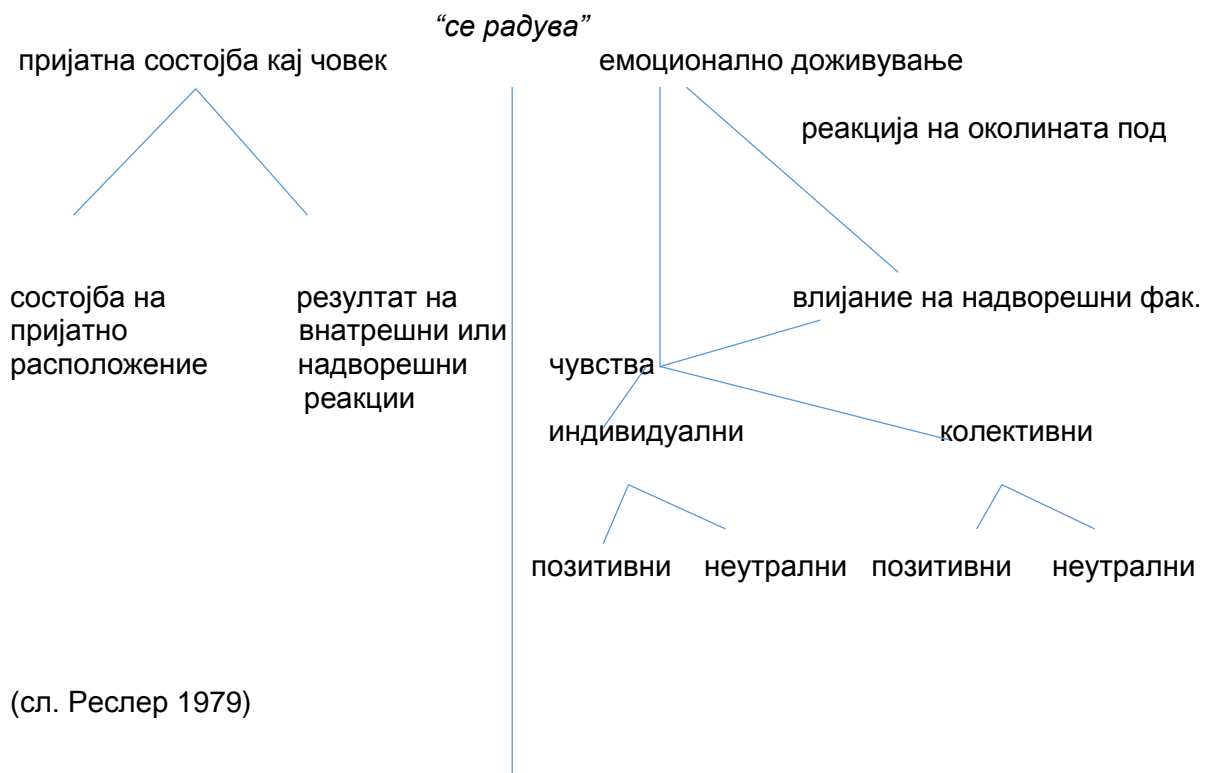 “се радува”
пријатна состојба кај човек емоционално доживување
реакција на околината под
состојба на резултат на влијание на надворешни фак.
пријатно внатрешни или
расположение надворешни чувства
реакции
индивидуални колективни
позитивни неутрални позитивни неутрални
(сл. Реслер 1979)